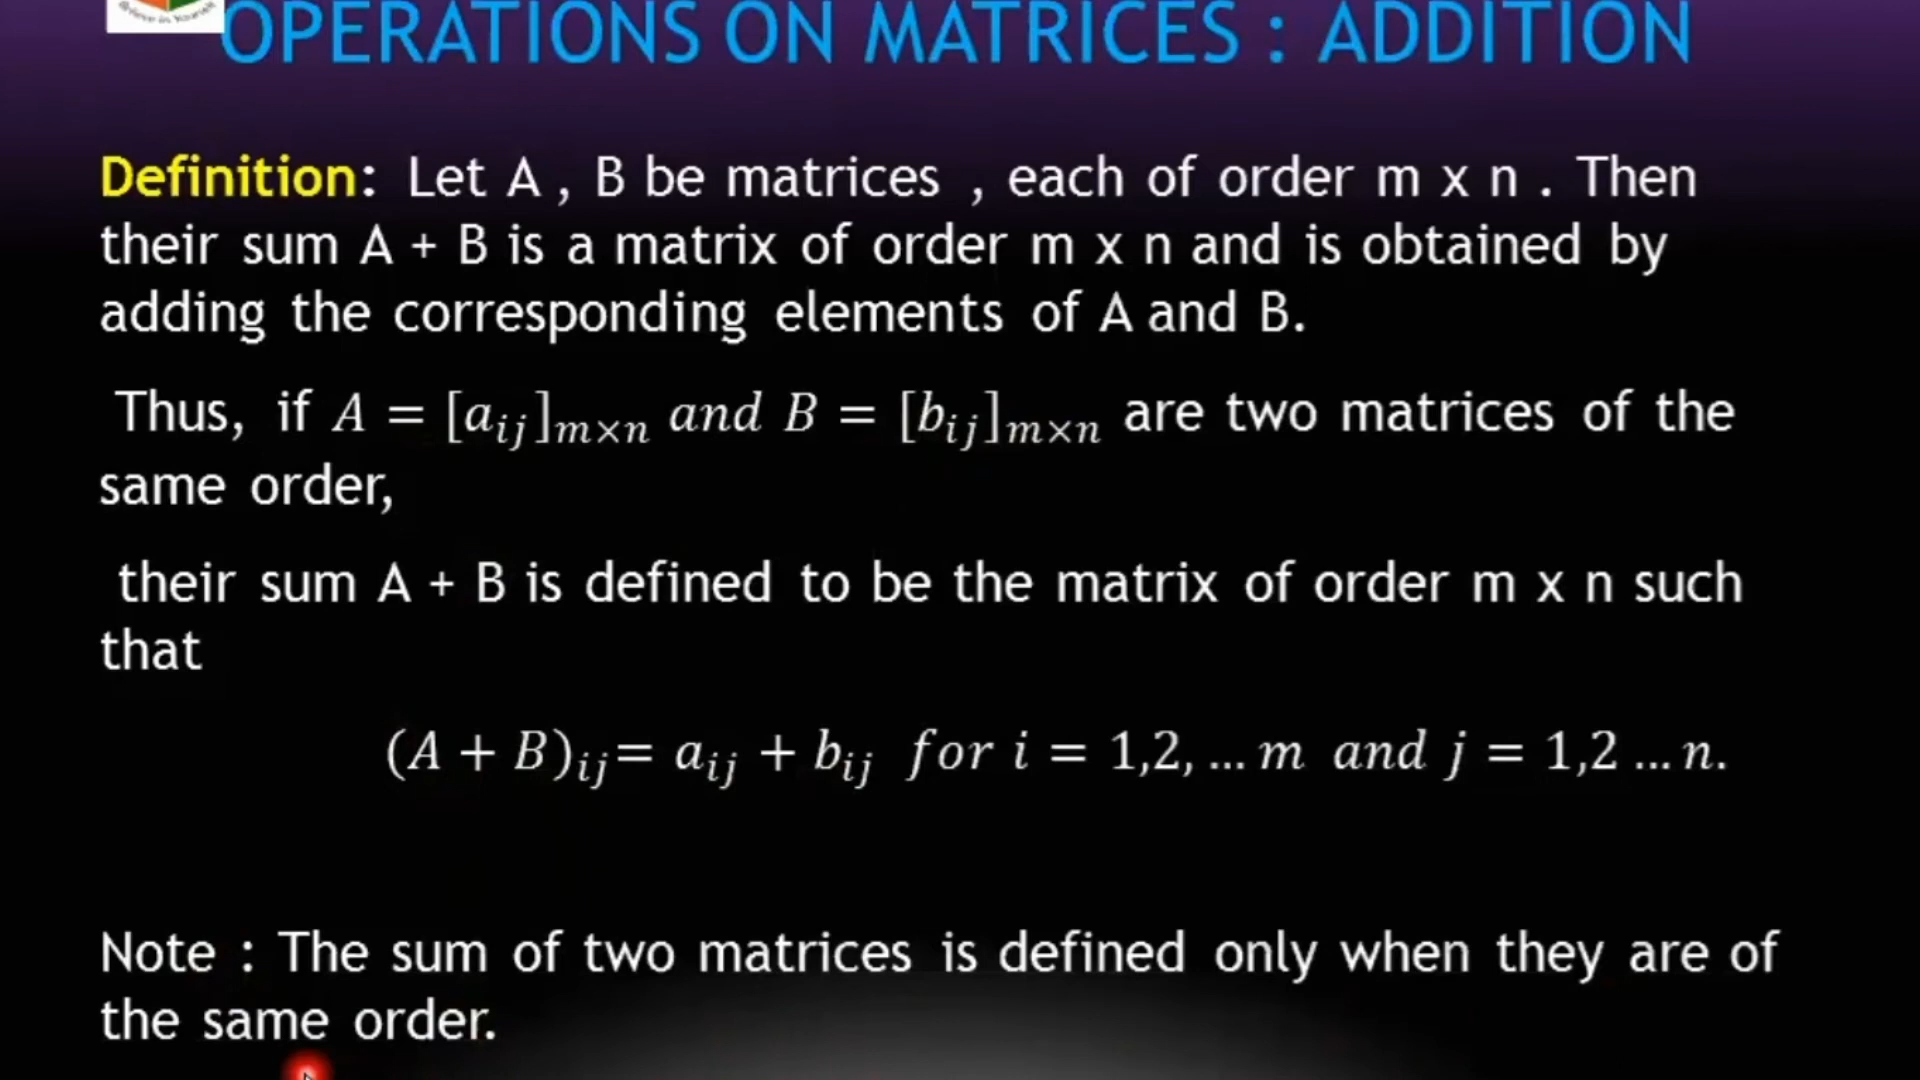 OPERATIONS ON MATRICES : ADDITION
Definition: Let A , B be matrices , each of order m x n . Then
their sum A + B is a matrix of order m x n and is obtained by
adding the corresponding elements of A and B.
Thus, if A = [aᵢⱼ]ₘ×ₙ and B = [bᵢⱼ]ₘ×ₙ are two matrices of the
same order,
their sum A + B is defined to be the matrix of order m x n such
that
(A + B)ᵢⱼ= aᵢⱼ + bᵢⱼ for i = 1,2, ... m and j = 1,2 ... n.
Note : The sum of two matrices is defined only when they are of
the same order.